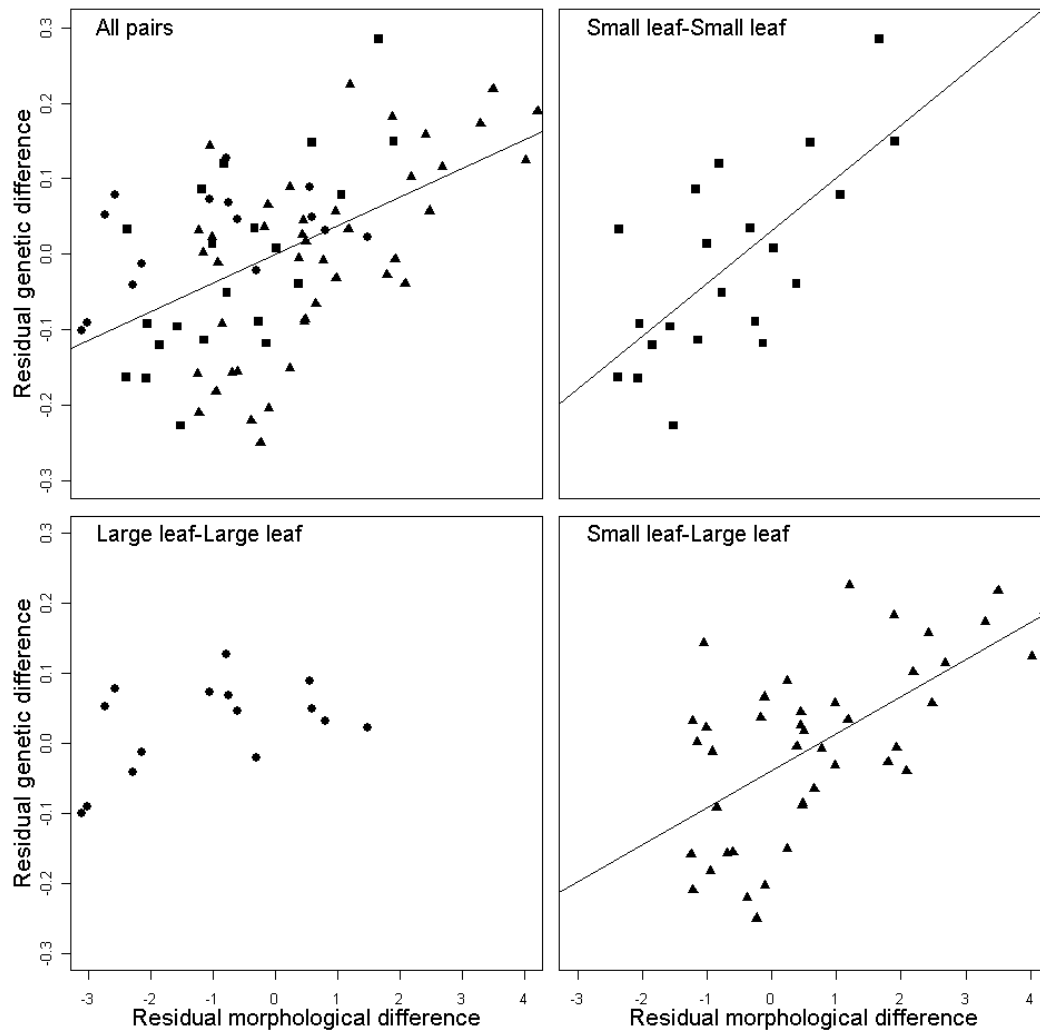 All pairs
Small leaf-Small leaf
Residual genetic difference
0.3
0.2
0.1
0.0
-0.1
-0.2
-0.3
Large leaf-Large leaf
Small leaf-Large leaf
Residual genetic difference
0.3
0.2
0.1
0.0
-0.1
-0.2
-0.3
-3 -2 -1 0 1 2 3 4
-3 -2 -1 0 1 2 3 4
Residual morphological difference
Residual morphological difference